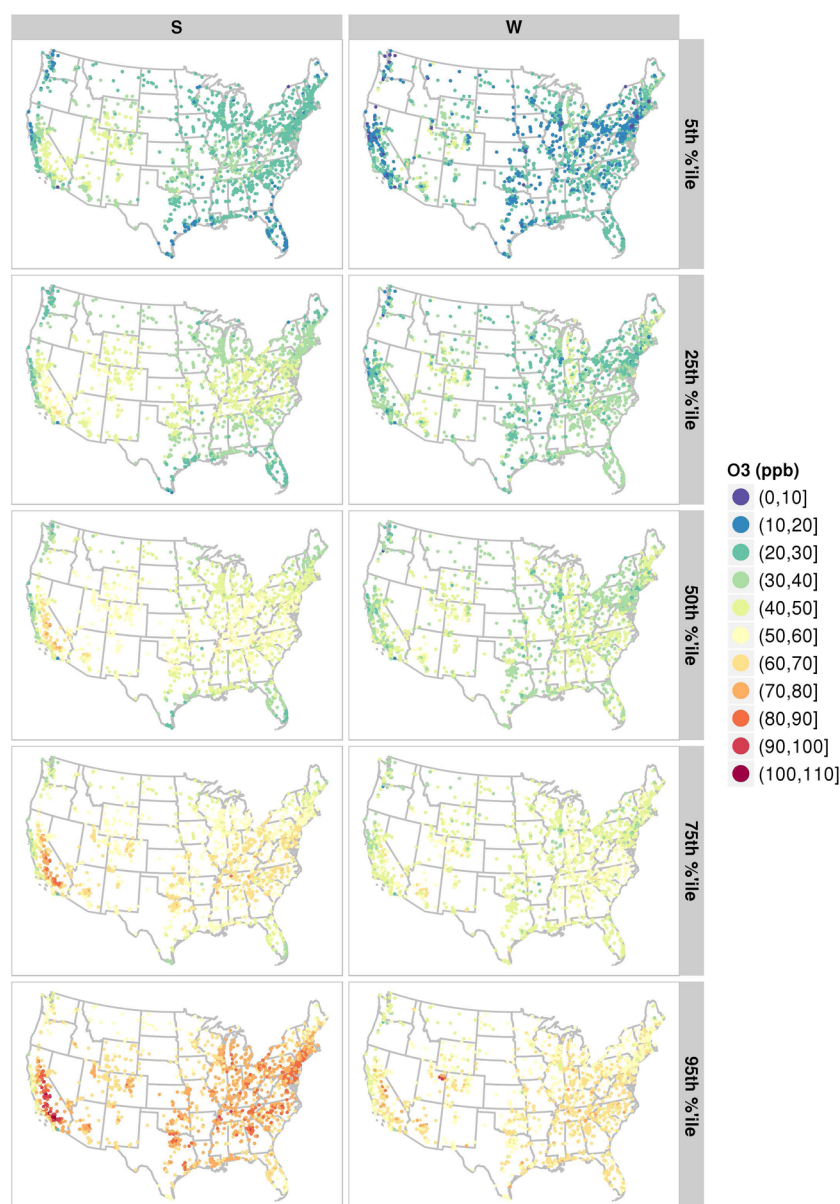 S
W
5th %'ile
25th %'ile
50th %'ile
75th %'ile
95th %'ile
O3 (ppb)
(0,10]
(10,20]
(20,30]
(30,40]
(40,50]
(50,60]
(60,70]
(70,80]
(80,90]
(90,100]
(100,110]